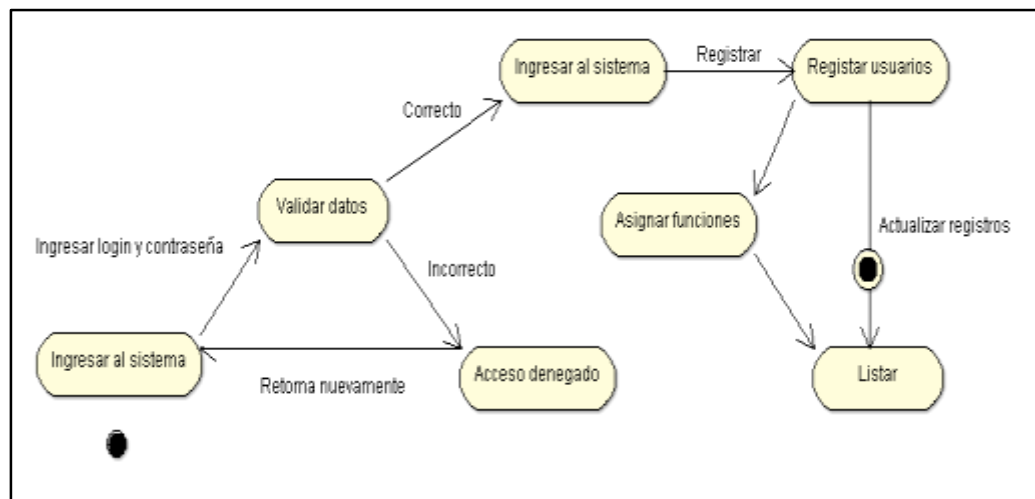 Ingresar al sistema
Registrar
Registar usuarios
Correcto
Validar datos
Asignar funciones
Ingresar login y contraseña
Actualizar registros
Incorrecto
Ingresar al sistema
Retorna nuevamente
Acceso denegado
Listar